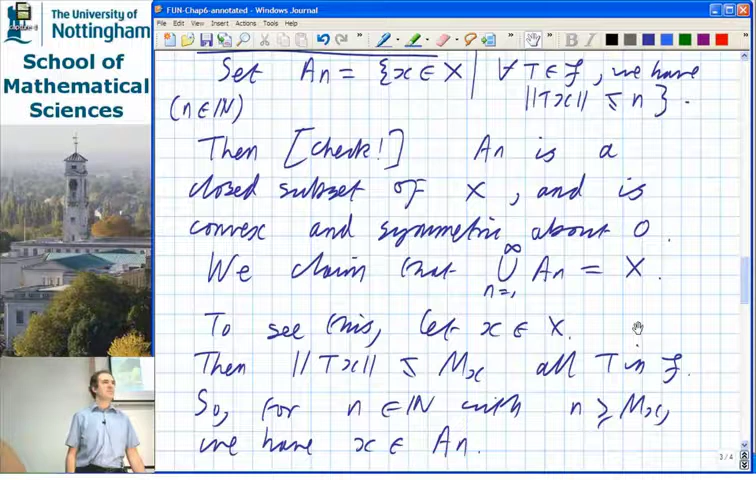 The University of
Nottingham
School of
Mathematical
Sciences
FUN-Chap6-annotated - Windows Journal
File Edit View Insert Actions Tools Help
Set An = {x ∈ X | ∀ T ∈ F, we have
(n∈IN) ||Tx|| ≤ n}.
Then [check!] An is a
closed subset of X, and is
convex and symmetric about 0.
We claim that ∞ ∪ n=1 An = X.
To see this, let x ∈ X.
Then ||Tx|| ≤ Mx all T in F.
So, for n ∈ IN with n ≥ Mx,
we have x ∈ An.
3/4